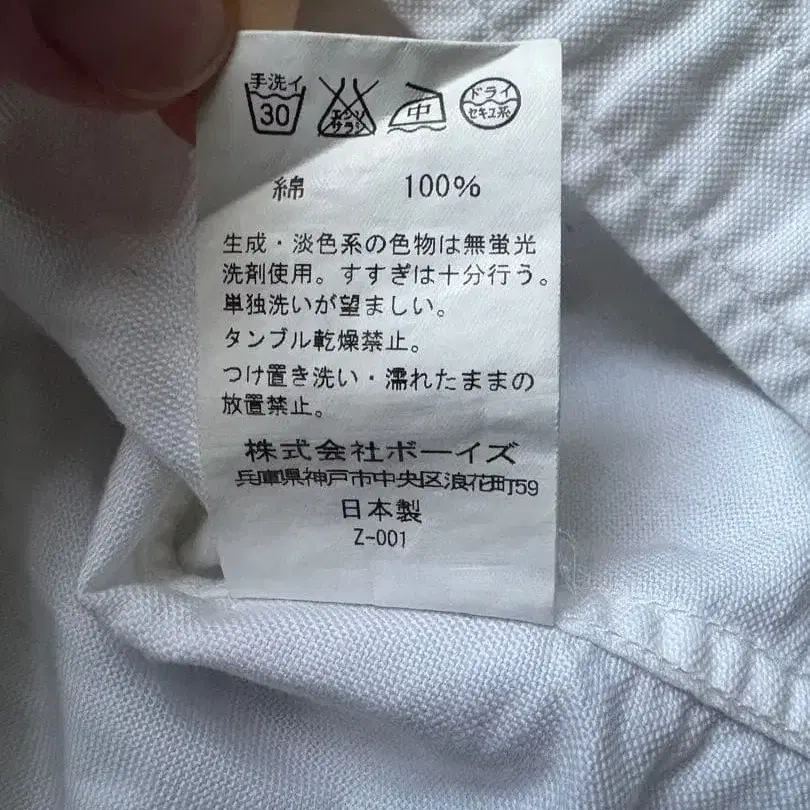 手洗イ
30
エンソ
サラシ
中
ドライ
セキユ系
綿 100%
生成・淡色系の色物は無蛍光
洗剤使用。すすぎは十分行う。
単独洗いが望ましい。
タンブル乾燥禁止。
つけ置き洗い・濡れたままの
放置禁止。
株式会社ボーイズ
兵庫県神戸市中央区浪花町59
日本製
Z-001